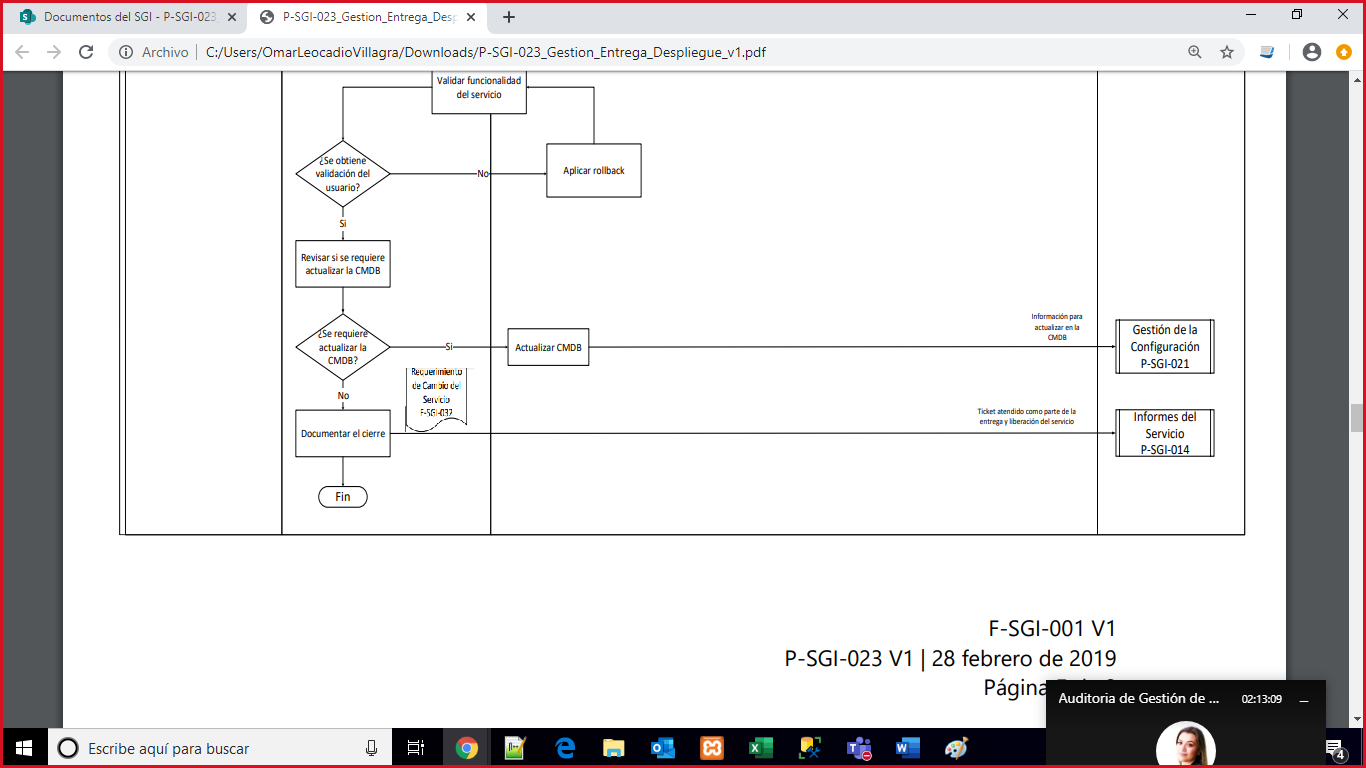 Documentos del SGI - P-SGI-023
P-SGI-023_Gestion_Entrega_Desp
Archivo
C:/Users/OmarLeocadioVillagra/Downloads/P-SGI-023_Gestion_Entrega_Despliegue_v1.pdf
Validar funcionalidad
del servicio
¿Se obtiene
validación del
usuario?
No
Aplicar rollback
Si
Revisar si se requiere
actualizar la CMDB
¿Se requiere
actualizar la
CMDB?
Si
Actualizar CMDB
Información para
actualizar en la
CMDB
Gestión de la
Configuración
P-SGI-021
No
Requerimiento
de Cambio del
Servicio
F-SGI-037
Documentar el cierre
Ticket atendido como parte de la
entrega y liberación del servicio
Informes del
Servicio
P-SGI-014
Fin
F-SGI-001 V1
P-SGI-023 V1 | 28 febrero de 2019
Página
Auditoria de Gestión de ...
02:13:09
Escribe aquí para buscar
4